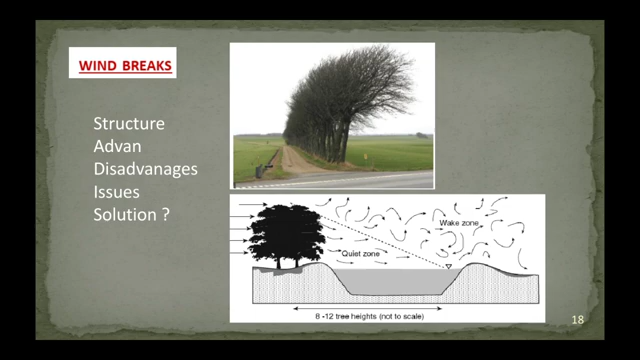 WIND BREAKS
Structure
Advan
Disadvanages
Issues
Solution ?
Wake zone
Quiet zone
8 -12 tree heights (not to scale)
18